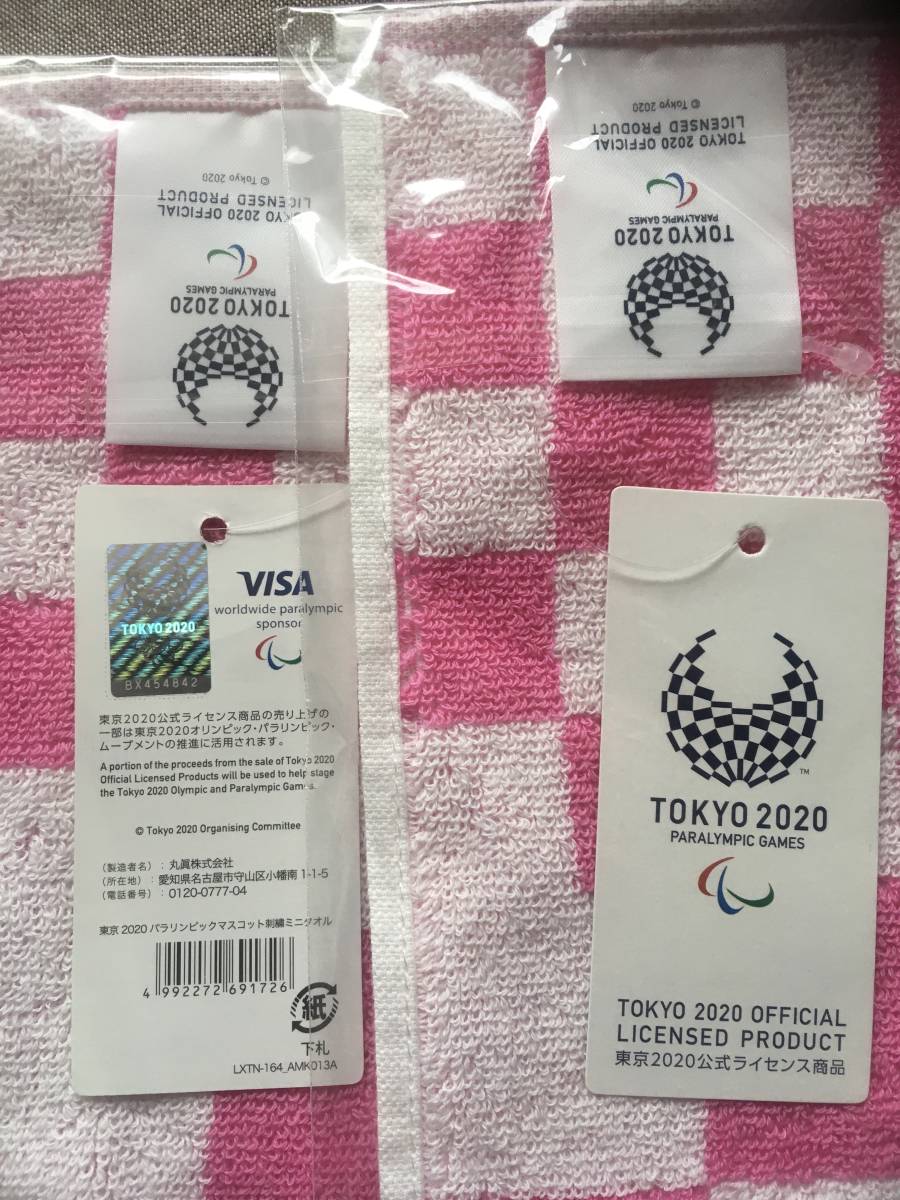 © Tokyo 2020
TOKYO 2020 OFFICIAL
LICENSED PRODUCT
PARALYMPIC GAMES
TOKYO 2020
© Tokyo 2020
TOKYO 2020 OFFICIAL
LICENSED PRODUCT
PARALYMPIC GAMES
TOKYO 2020
TOKYO 2020
BX454842
VISA
worldwide paralympic
sponsor
東京2020公式ライセンス商品の売り上げの
一部は東京2020オリンピック・パラリンピック・
ムーブメントの推進に活用されます。
A portion of the proceeds from the sale of Tokyo 2020
Official Licensed Products will be used to help stage
the Tokyo 2020 Olympic and Paralympic Games.
© Tokyo 2020 Organising Committee
（製造者名）：丸眞株式会社
（所在地）：愛知県名古屋市守山区小幡南 1-1-5
（電話番号）：0120-0777-04
東京 2020 パラリンピックマスコット刺繍ミニタオル
4 992272 691726
紙
下札
LXTN-164_AMK013A
TM
TOKYO 2020
PARALYMPIC GAMES
TOKYO 2020 OFFICIAL
LICENSED PRODUCT
東京2020公式ライセンス商品